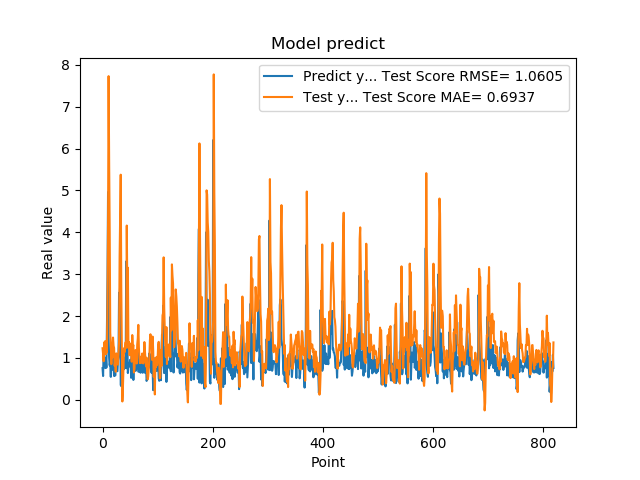 Model predict
Predict y... Test Score RMSE= 1.0605
Test y... Test Score MAE= 0.6937
Real value
8
7
6
5
4
3
2
1
0
0 200 400 600 800
Point